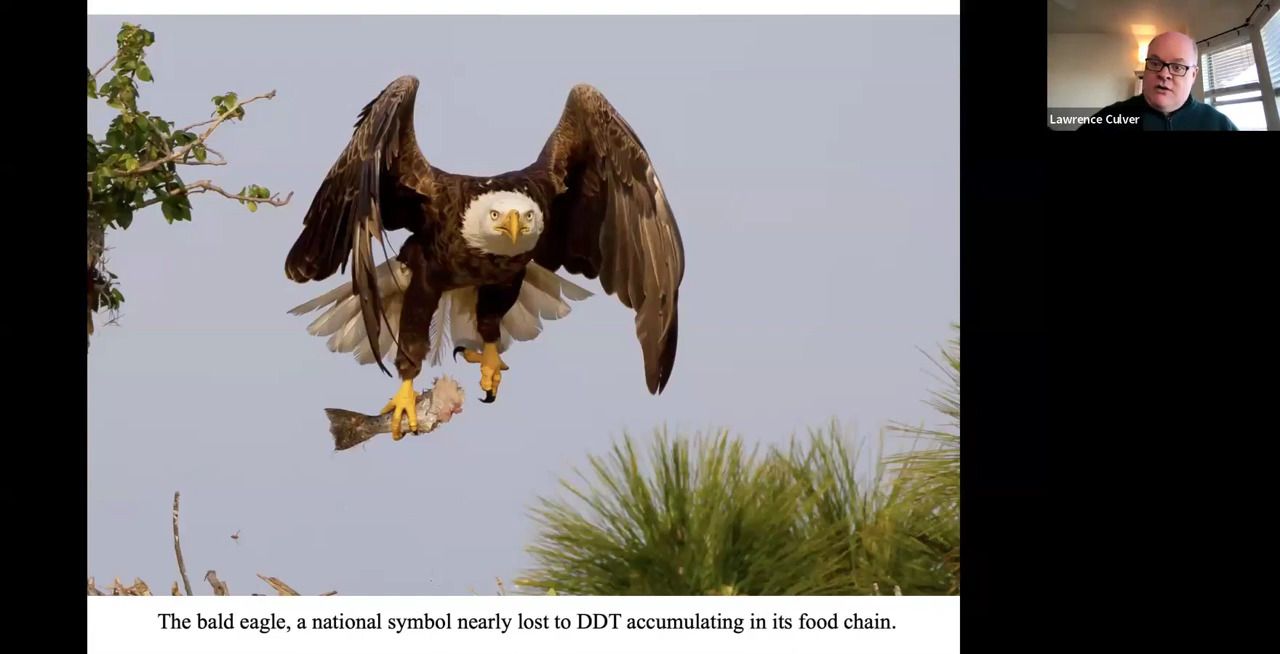 Lawrence Culver
The bald eagle, a national symbol nearly lost to DDT accumulating in its food chain.